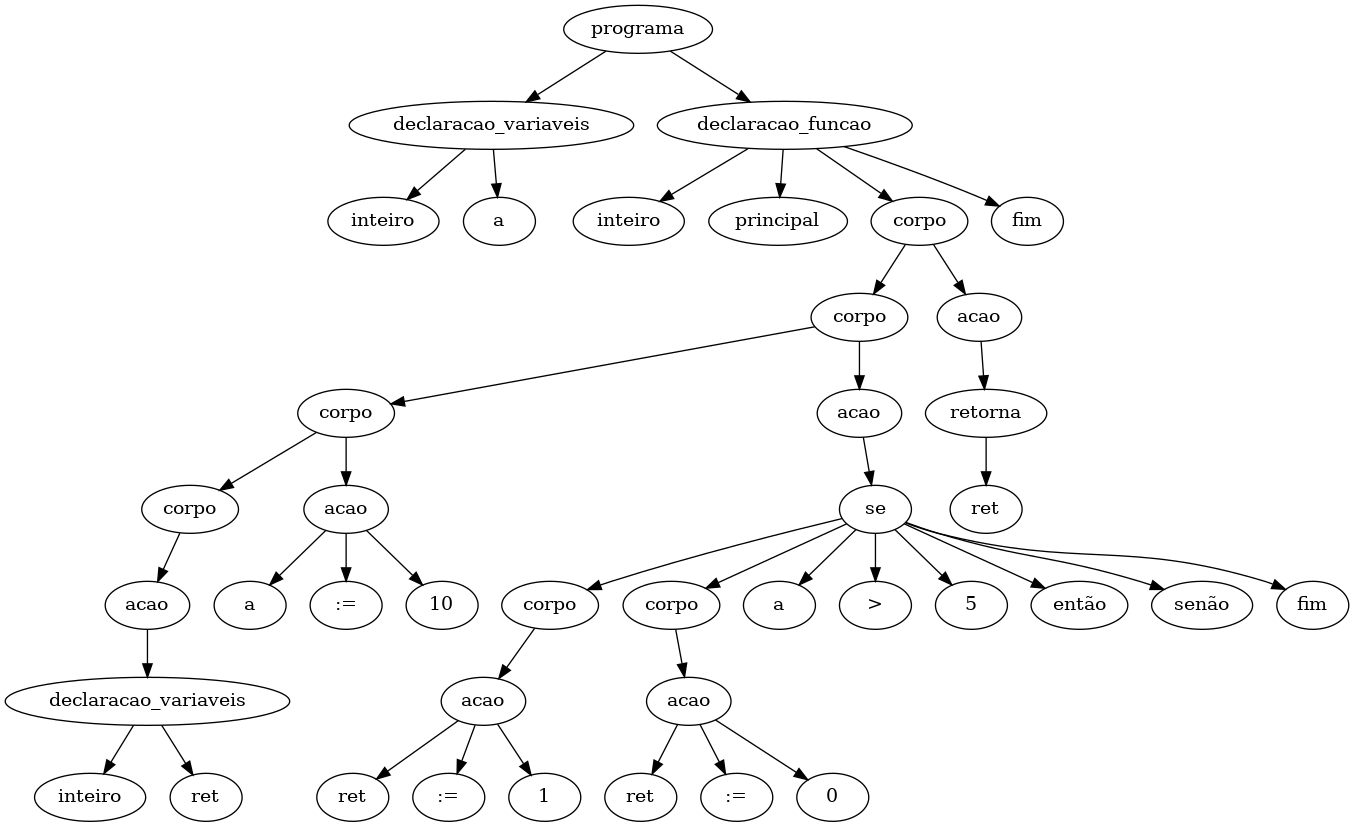 programa
declaracao_variaveis
declaracao_funcao
inteiro
a
inteiro
principal
corpo
fim
corpo
acao
corpo
acao
retorna
corpo
acao
se
ret
acao
a
:=
10
corpo
corpo
a
>
5
então
senão
fim
declaracao_variaveis
acao
acao
inteiro
ret
ret
:=
1
ret
:=
0